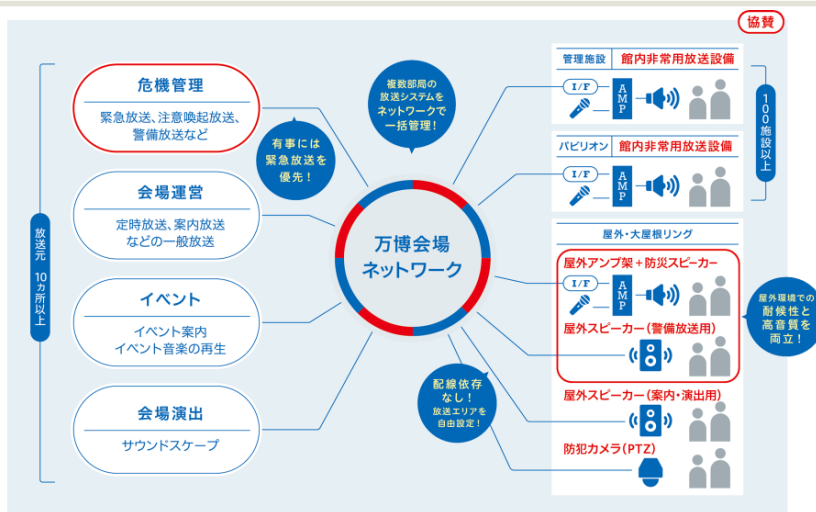 協賛
危機管理
緊急放送、注意喚起放送、
警備放送など
有事には
緊急放送を
優先!
会場運営
定時放送、案内放送
などの一般放送
イベント
イベント案内
イベント音楽の再生
会場演出
サウンドスケープ
放送元 10ヵ所以上
複数部局の
放送システムを
ネットワークで
一括管理!
万博会場
ネットワーク
配線依存
なし!
放送エリアを
自由設定!
管理施設 館内非常用放送設備
I/F
AMP
パビリオン 館内非常用放送設備
I/F
AMP
100施設以上
屋外・大屋根リング
屋外アンプ架+防災スピーカー
I/F
AMP
屋外スピーカー(警備放送用)
屋外スピーカー(案内・演出用)
防犯カメラ(PTZ)
屋外環境での
耐候性と
高音質を
両立!